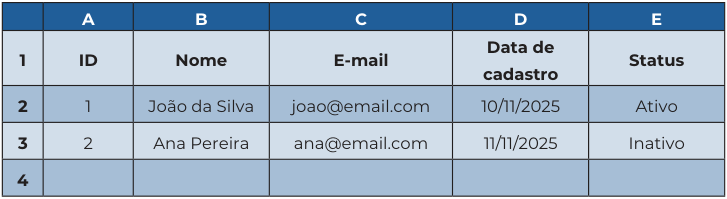 A B C D E
1 ID Nome E-mail Data de cadastro Status
2 1 João da Silva joao@email.com 10/11/2025 Ativo
3 2 Ana Pereira ana@email.com 11/11/2025 Inativo
4